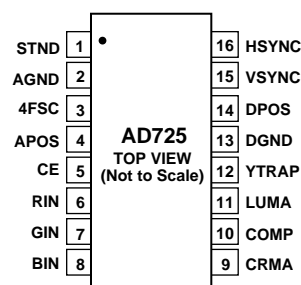 STND 1 16 HSYNC
AGND 2 15 VSYNC
4FSC 3 14 DPOS
APOS 4 AD725 13 DGND
TOP VIEW
CE 5 (Not to Scale) 12 YTRAP
RIN 6 11 LUMA
GIN 7 10 COMP
BIN 8 9 CRMA